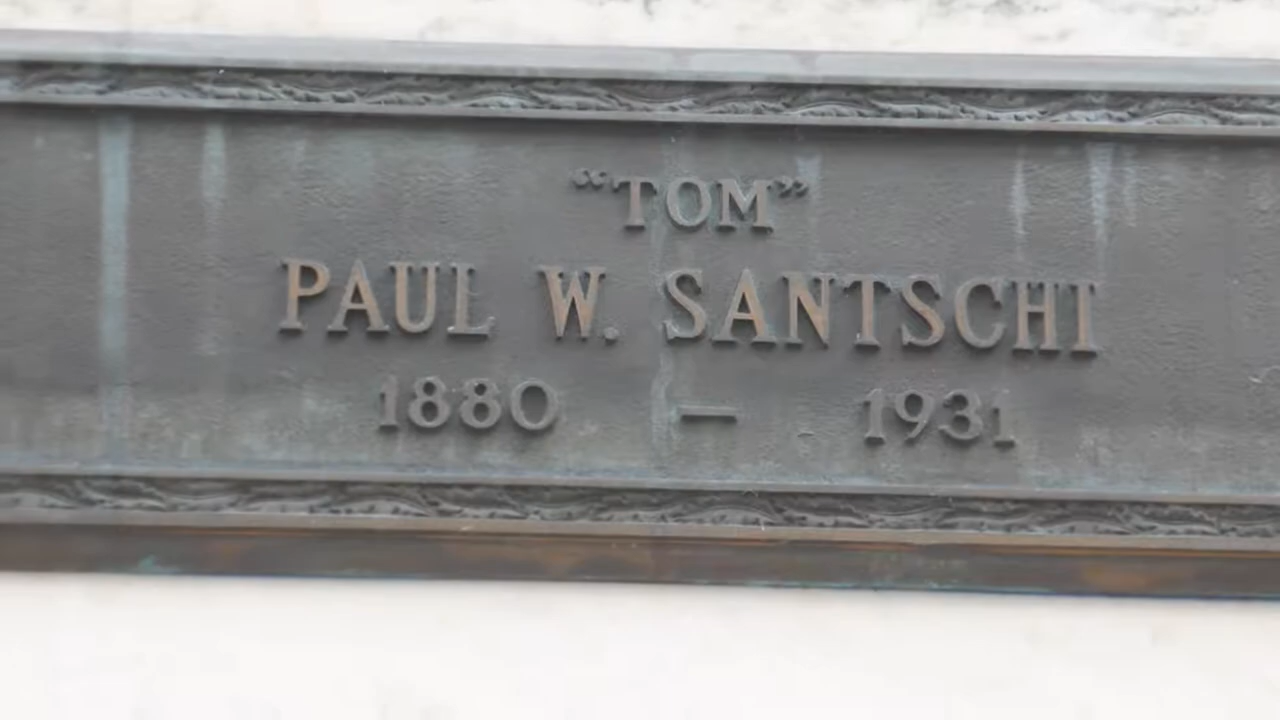 “TOM”
PAUL W. SANTSCHI
1880 — 1931